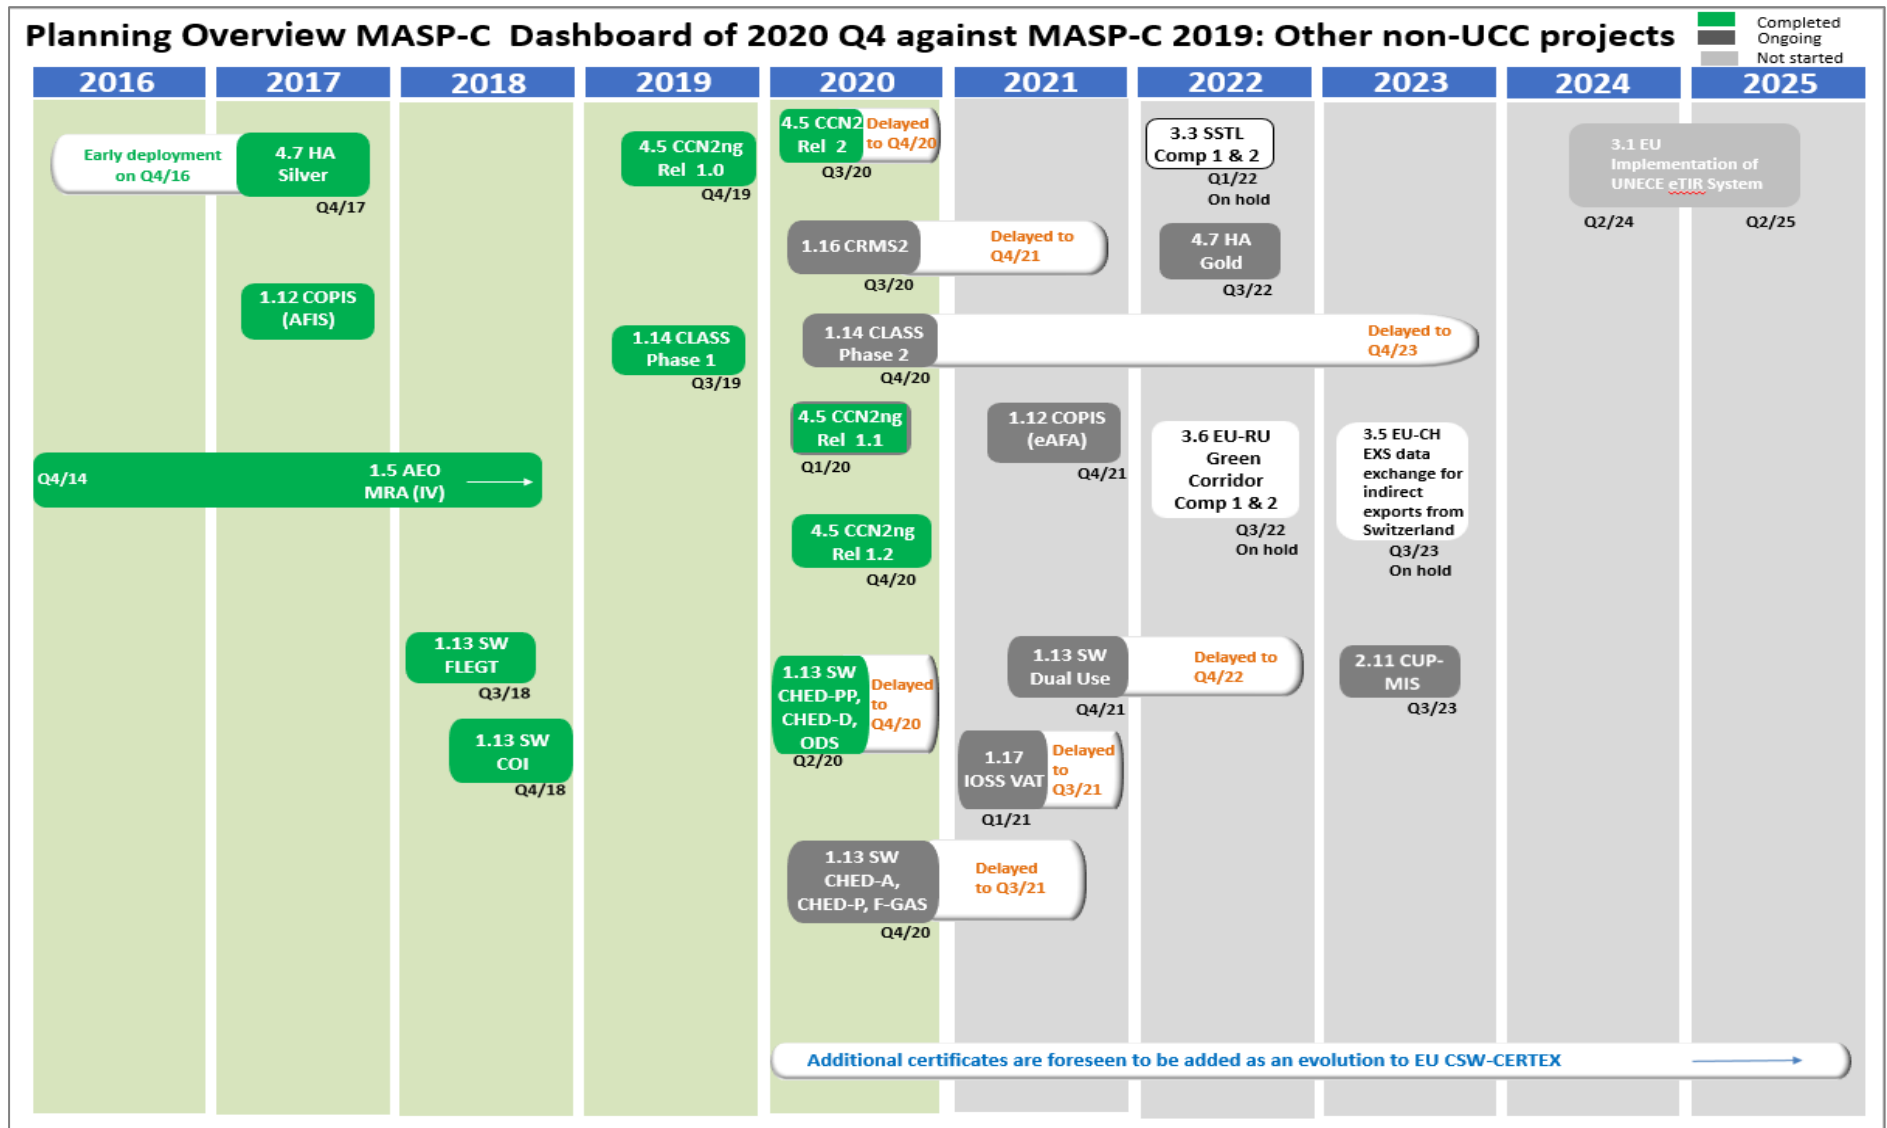 Planning Overview MASP-C Dashboard of 2020 Q4 against MASP-C 2019: Other non-UCC projects
Completed
Ongoing
Not started
2016
2017
2018
2019
2020
2021
2022
2023
2024
2025
Early deployment
on Q4/16
4.7 HA
Silver
Q4/17
4.5 CCN2ng
Rel 1.0
Q4/19
4.5 CCN2
Rel 2
Delayed
to Q4/20
Q3/20
3.3 SSTL
Comp 1 & 2
Q1/22
On hold
3.1 EU
Implementation of
UNECE eTIR System
Q2/24
Q2/25
1.16 CRMS2
Delayed to
Q4/21
Q3/20
4.7 HA
Gold
Q3/22
1.12 COPIS
(AFIS)
1.14 CLASS
Phase 1
Q3/19
1.14 CLASS
Phase 2
Q4/20
Delayed to
Q4/23
4.5 CCN2ng
Rel 1.1
Q1/20
1.12 COPIS
(eAFA)
Q4/21
3.6 EU-RU
Green
Corridor
Comp 1 & 2
Q3/22
On hold
3.5 EU-CH
EXS data
exchange for
indirect
exports from
Switzerland
Q3/23
On hold
Q4/14
1.5 AEO
MRA (IV)
4.5 CCN2ng
Rel 1.2
Q4/20
1.13 SW
FLEGT
Q3/18
1.13 SW
CHED-PP,
CHED-D,
ODS
Q2/20
Delayed
to
Q4/20
1.13 SW
Dual Use
Q4/21
Delayed to
Q4/22
2.11 CUP-
MIS
Q3/23
1.13 SW
COI
Q4/18
1.17
IOSS VAT
Q1/21
Delayed
to
Q3/21
1.13 SW
CHED-A,
CHED-P, F-GAS
Q4/20
Delayed
to Q3/21
Additional certificates are foreseen to be added as an evolution to EU CSW-CERTEX